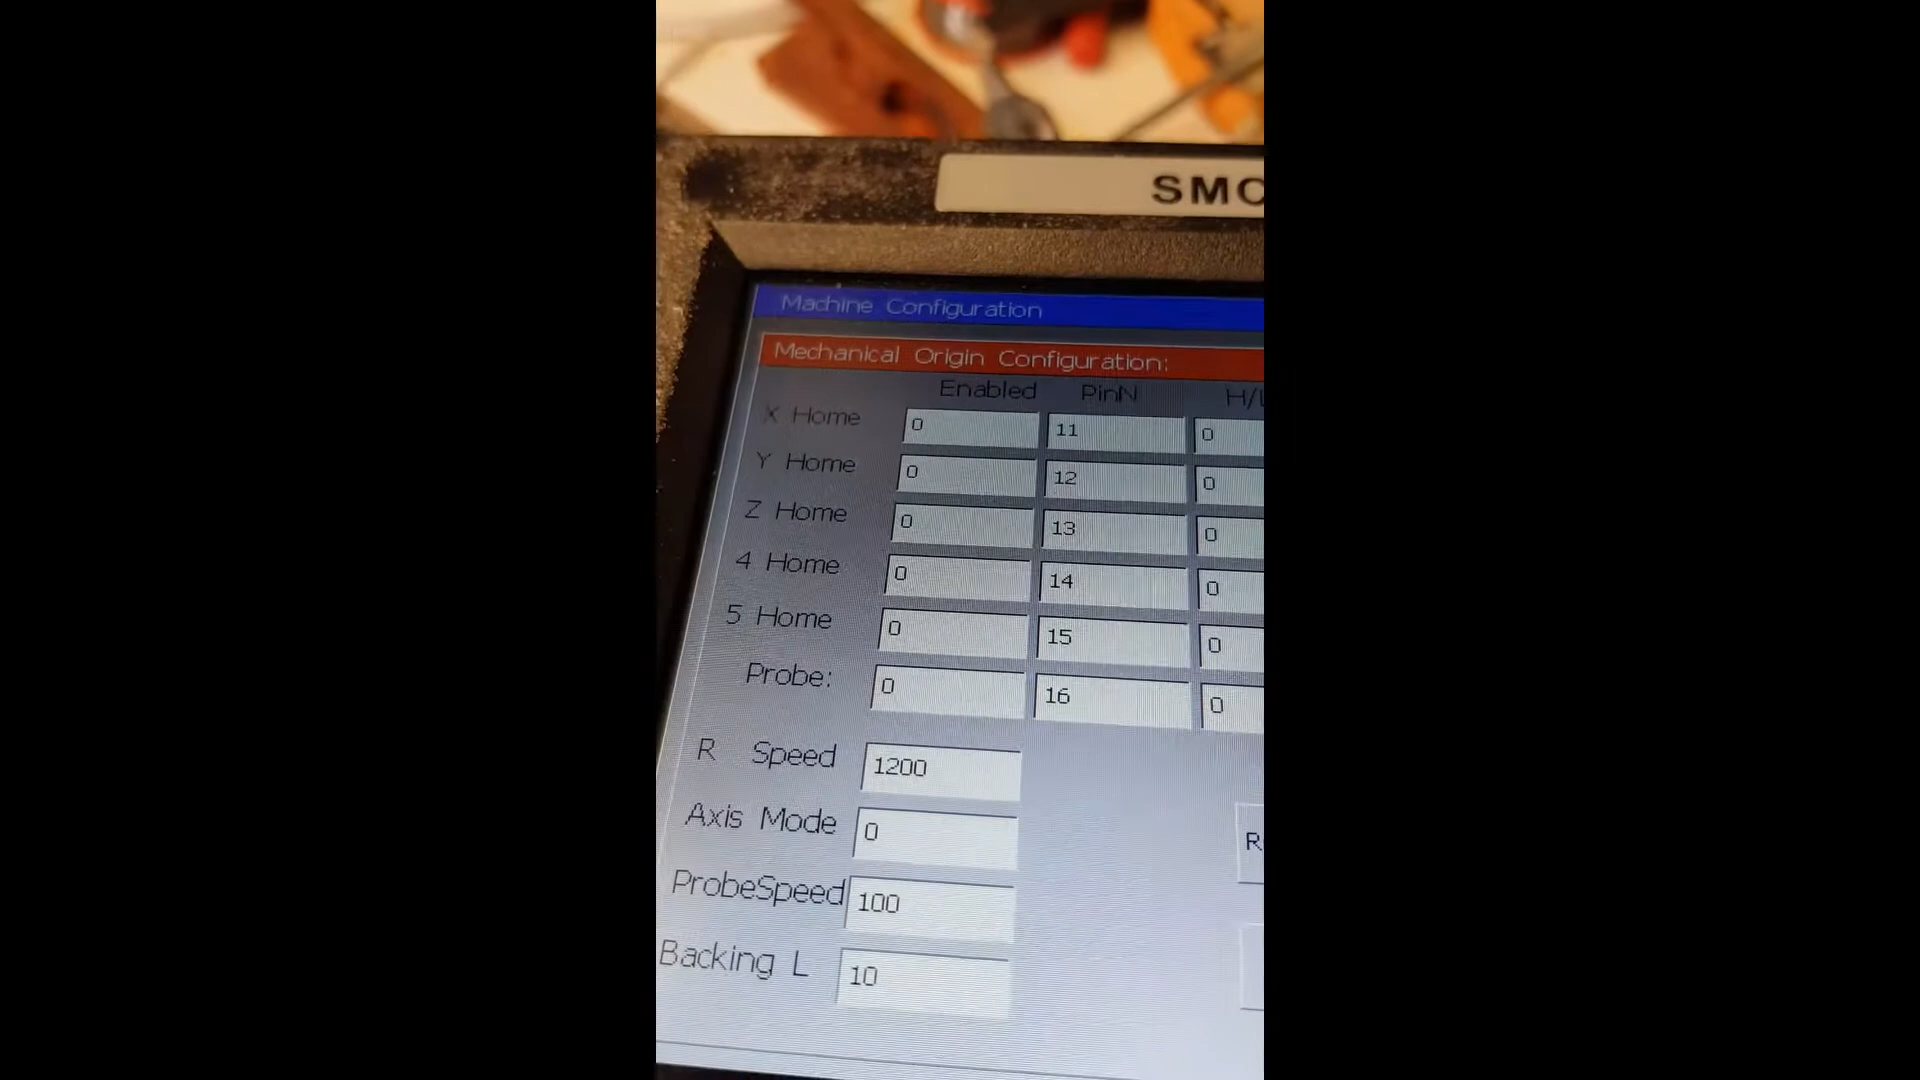 SMC
Machine Configuration
Mechanical Origin Configuration:
Enabled PinN H/L
X Home 0 11 0
Y Home 0 12 0
Z Home 0 13 0
4 Home 0 14 0
5 Home 0 15 0
Probe: 0 16 0
R Speed 1200
Axis Mode 0
ProbeSpeed 100
Backing L 10